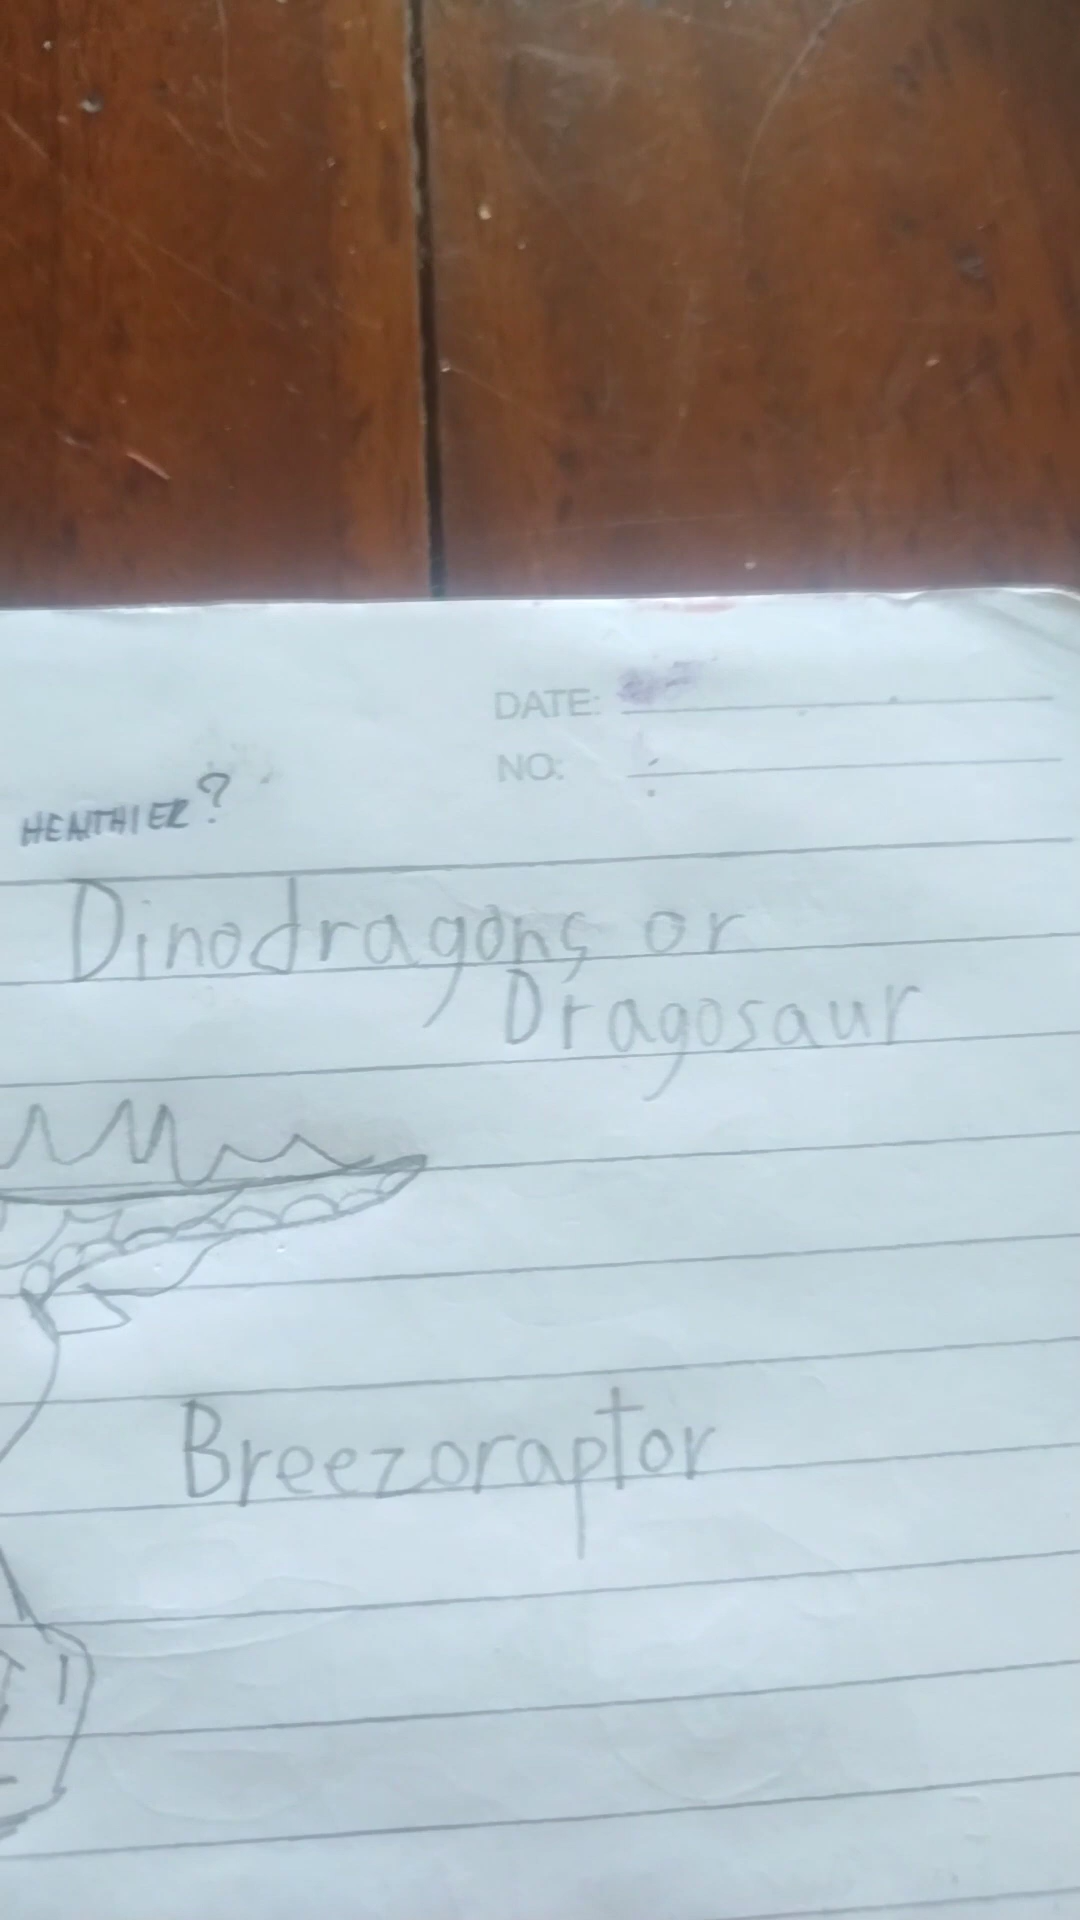 DATE:
NO:
HEATHIER?
Dinodragons or
Dragosaur
Breezoraptor